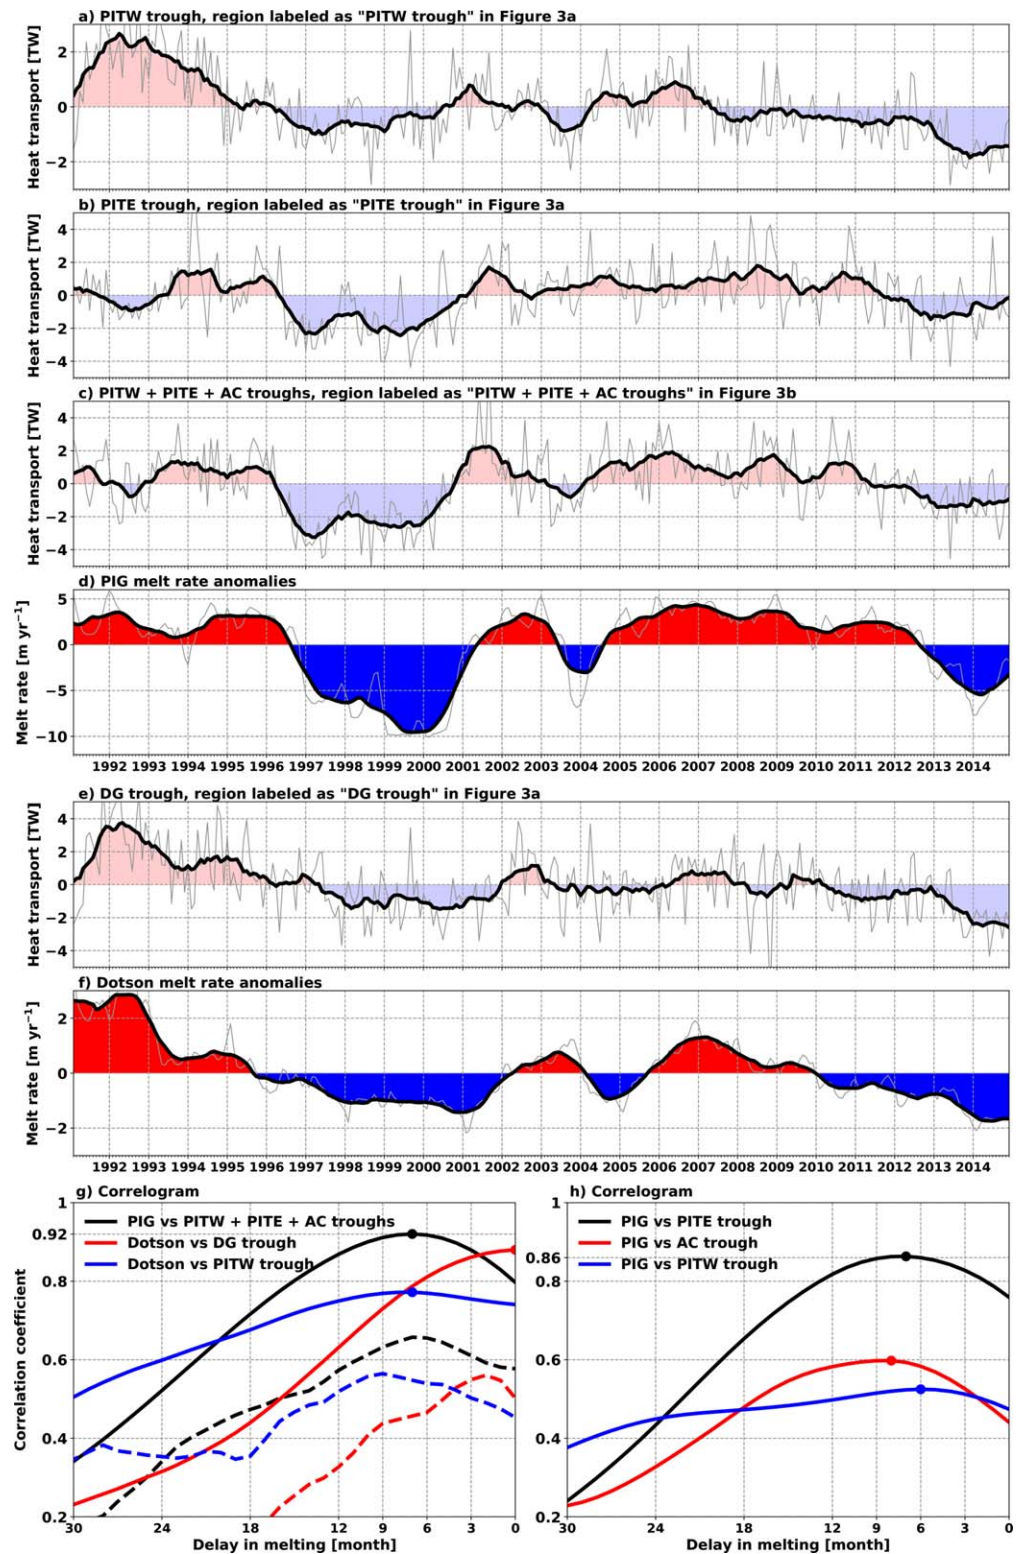 a) PITW trough, region labeled as "PITW trough" in Figure 3a
Heat transport [TW]
2
0
−2
b) PITE trough, region labeled as "PITE trough" in Figure 3a
Heat transport [TW]
4
2
0
−2
−4
c) PITW + PITE + AC troughs, region labeled as "PITW + PITE + AC troughs" in Figure 3b
Heat transport [TW]
4
2
0
−2
−4
d) PIG melt rate anomalies
Melt rate [m yr−1]
5
0
−5
−10
1992 1993 1994 1995 1996 1997 1998 1999 2000 2001 2002 2003 2004 2005 2006 2007 2008 2009 2010 2011 2012 2013 2014
e) DG trough, region labeled as "DG trough" in Figure 3a
Heat transport [TW]
4
2
0
−2
−4
f) Dotson melt rate anomalies
Melt rate [m yr−1]
2
0
−2
1992 1993 1994 1995 1996 1997 1998 1999 2000 2001 2002 2003 2004 2005 2006 2007 2008 2009 2010 2011 2012 2013 2014
g) Correlogram
Correlation coefficient
1
0.92
0.8
0.6
0.4
0.2
PIG vs PITW + PITE + AC troughs
Dotson vs DG trough
Dotson vs PITW trough
30 24 18 12 9 6 3 0
Delay in melting [month]
h) Correlogram
1
0.86
0.8
0.6
0.4
0.2
PIG vs PITE trough
PIG vs AC trough
PIG vs PITW trough
30 24 18 12 9 6 3 0
Delay in melting [month]